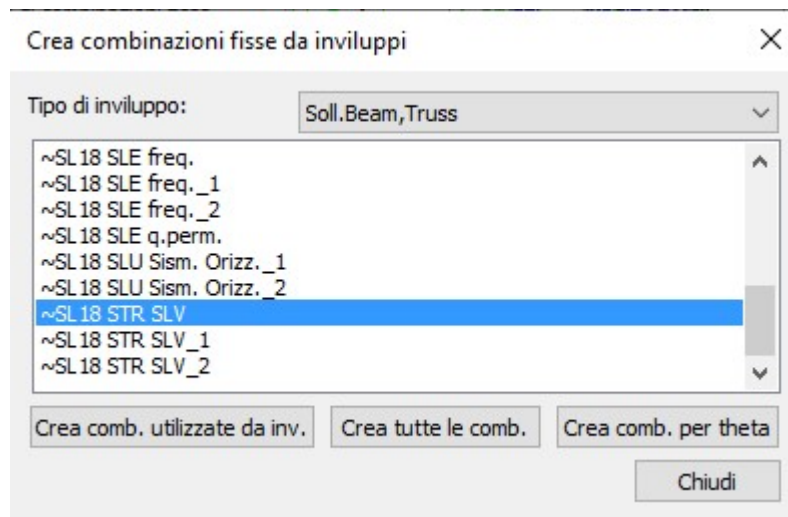 Crea combinazioni fisse da inviluppi
Tipo di inviluppo: Soll.Beam,Truss
~SL18 SLE freq.
~SL18 SLE freq._1
~SL18 SLE freq._2
~SL18 SLE q.perm.
~SL18 SLU Sism. Orizz._1
~SL18 SLU Sism. Orizz._2
~SL18 STR SLV
~SL18 STR SLV_1
~SL18 STR SLV_2
Crea comb. utilizzate da inv. Crea tutte le comb. Crea comb. per theta
Chiudi